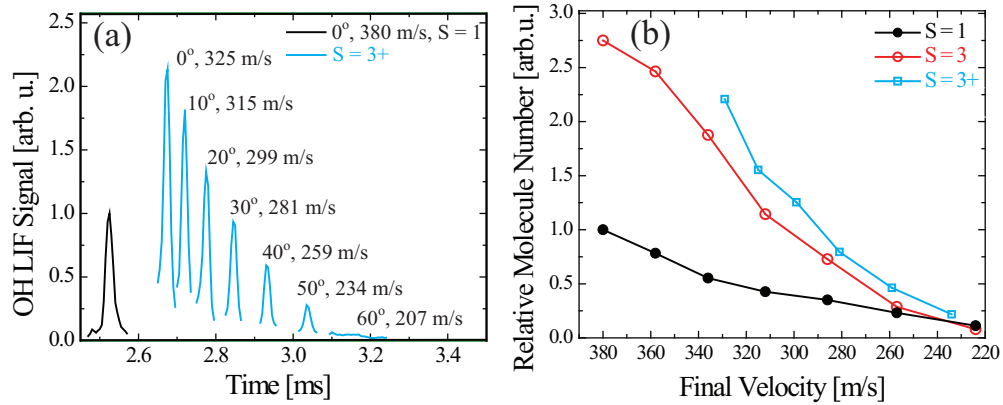 (a)
0°, 380 m/s, S = 1
S = 3+
0°, 325 m/s
10°, 315 m/s
20°, 299 m/s
30°, 281 m/s
40°, 259 m/s
50°, 234 m/s
60°, 207 m/s
OH LIF Signal [arb. u.]
2.5
2.0
1.5
1.0
0.5
0.0
2.6 2.8 3.0 3.2 3.4
Time [ms]
(b)
S = 1
S = 3
S = 3+
Relative Molecule Number [arb.u.]
3.0
2.5
2.0
1.5
1.0
0.5
0.0
380 360 340 320 300 280 260 240 220
Final Velocity [m/s]